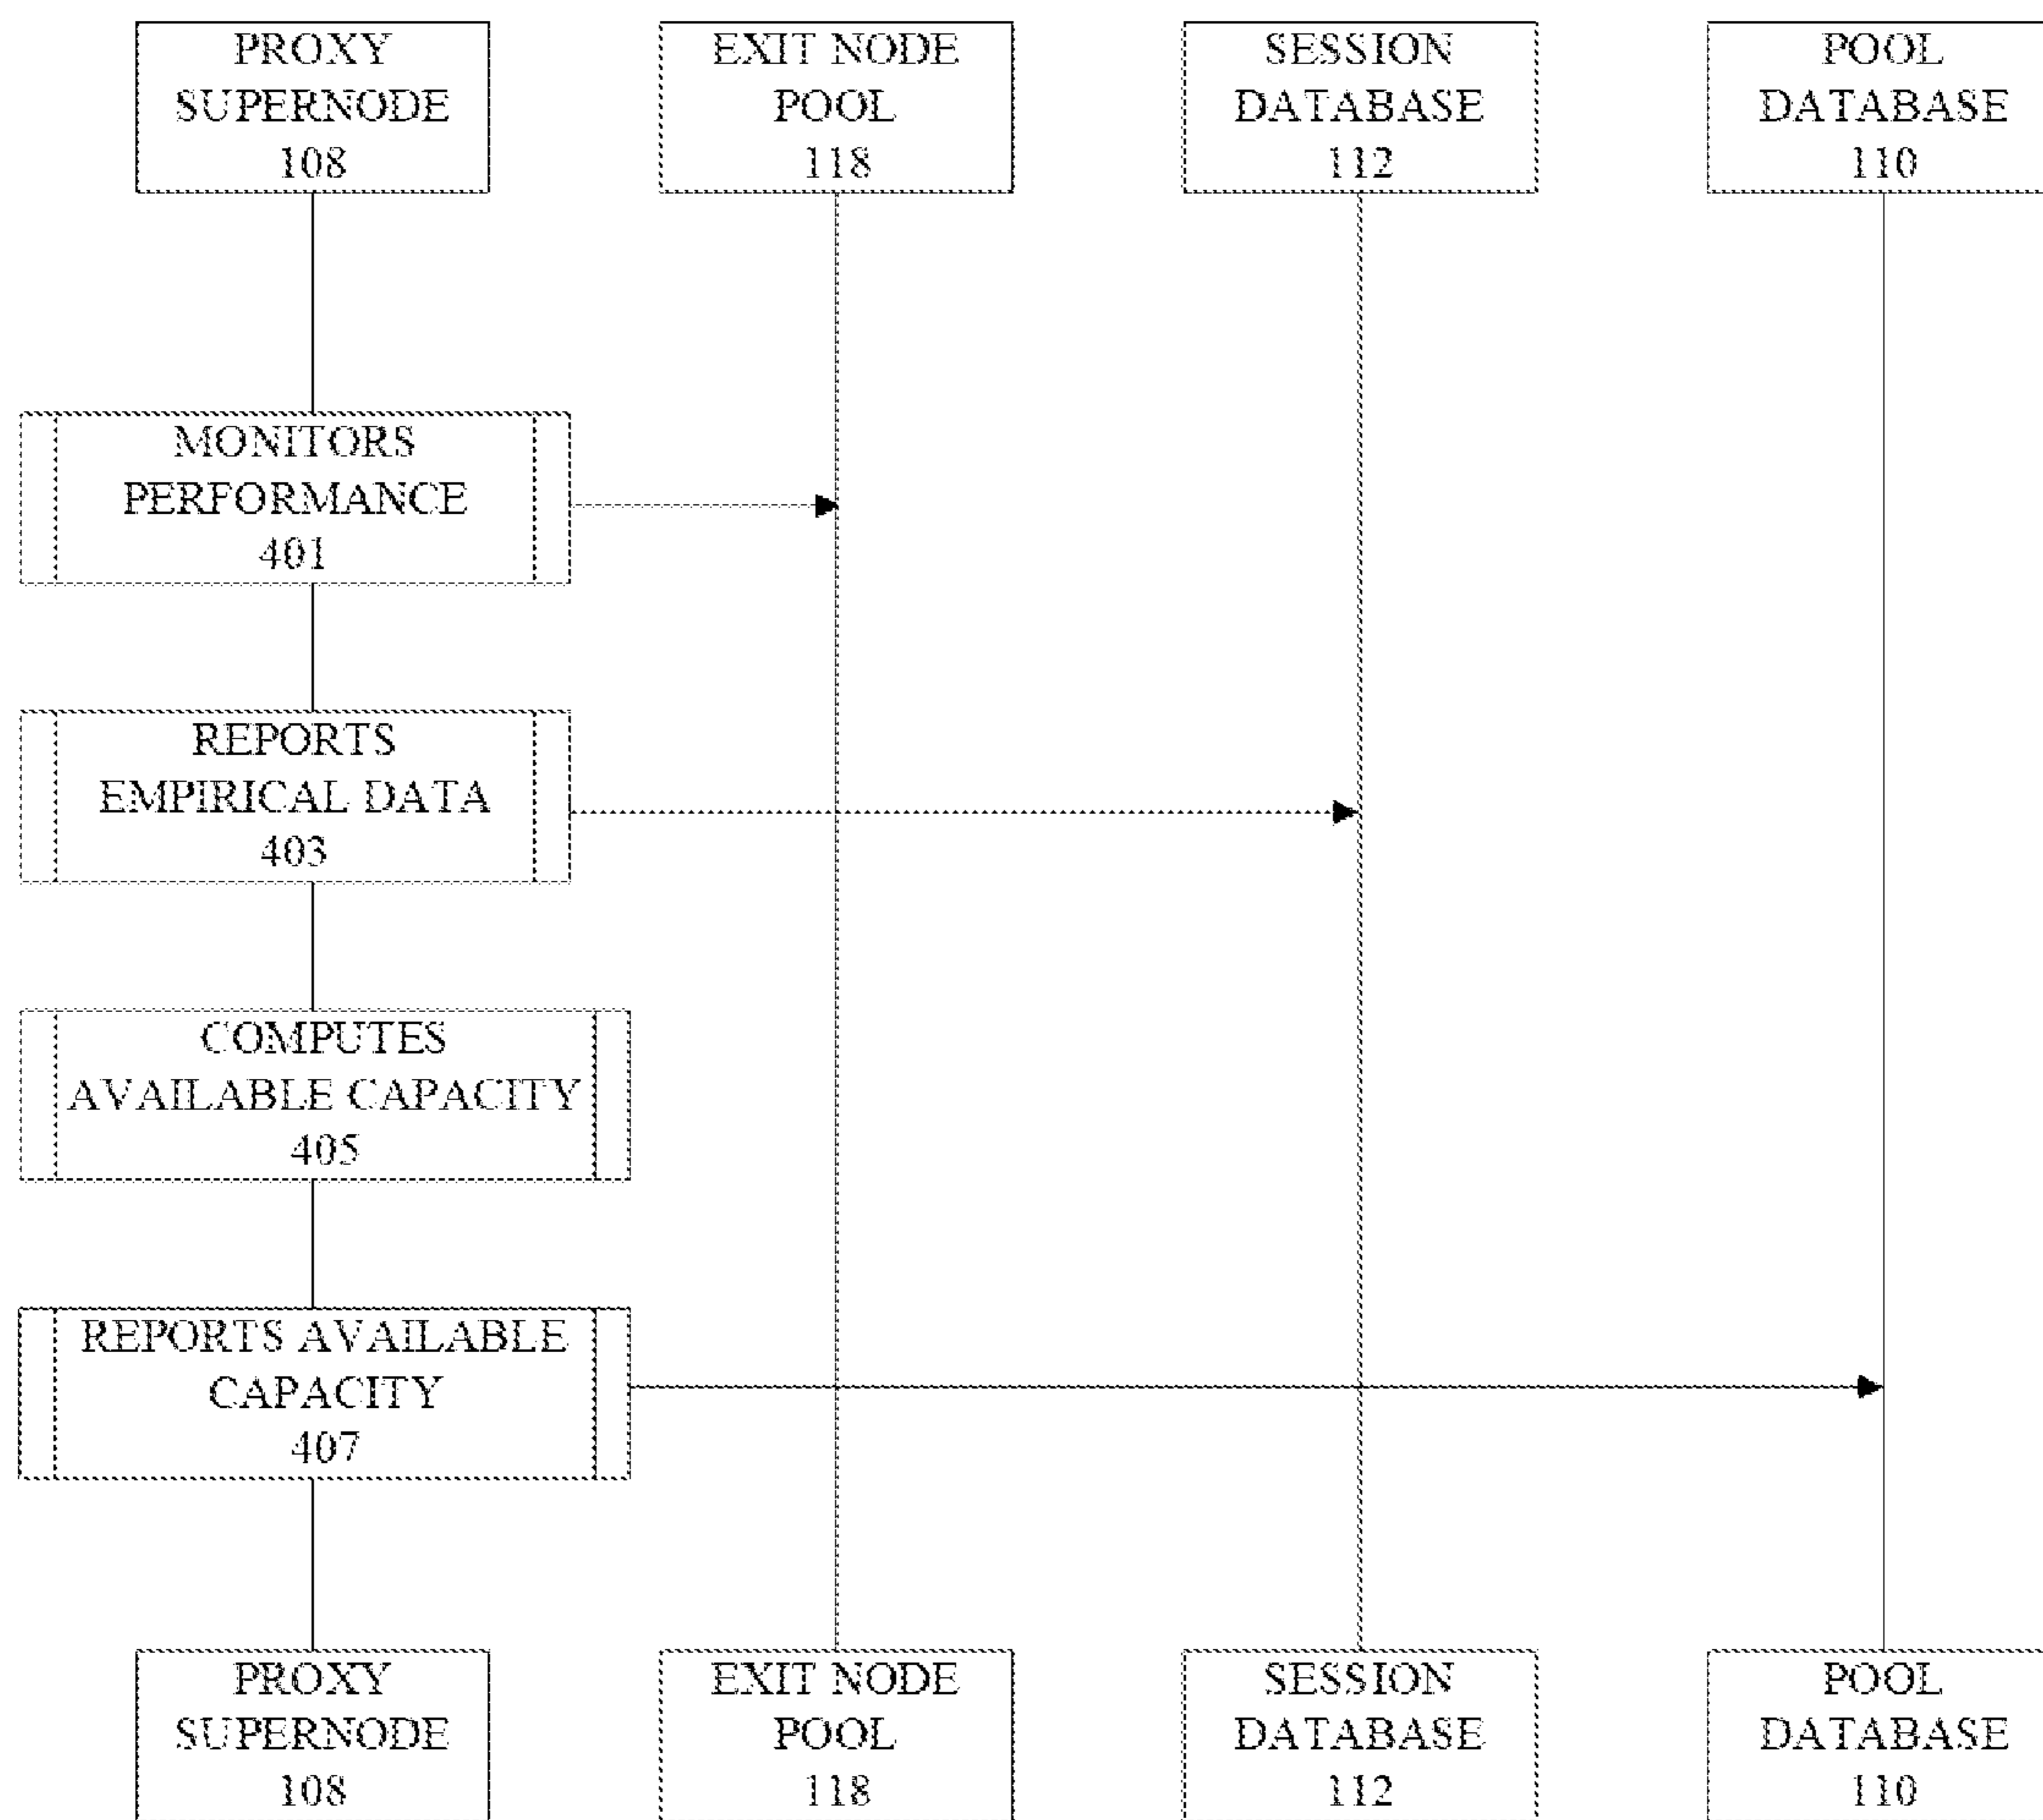 PROXY
SUPERNODE
108
EXIT NODE
POOL
118
SESSION
DATABASE
112
POOL
DATABASE
110
MONITORS
PERFORMANCE
401
REPORTS
EMPIRICAL DATA
403
COMPUTES
AVAILABLE CAPACITY
405
REPORTS AVAILABLE
CAPACITY
407
PROXY
SUPERNODE
108
EXIT NODE
POOL
118
SESSION
DATABASE
112
POOL
DATABASE
110